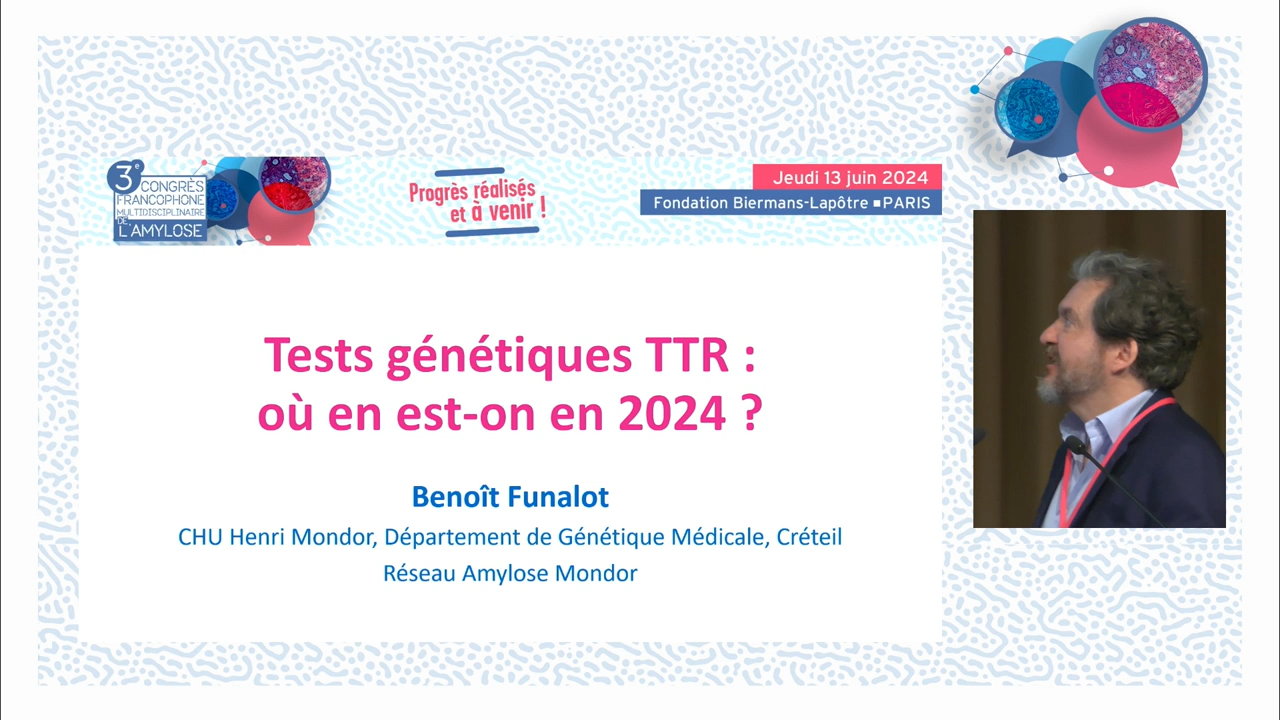 3e
CONGRÈS
FRANCOPHONE
MULTIDISCIPLINAIRE
DE
L'AMYLOSE
Progrès réalisés
et à venir !
Jeudi 13 juin 2024
Fondation Biermans-Lapôtre ■ PARIS
Tests génétiques TTR :
où en est-on en 2024 ?
Benoît Funalot
CHU Henri Mondor, Département de Génétique Médicale, Créteil
Réseau Amylose Mondor